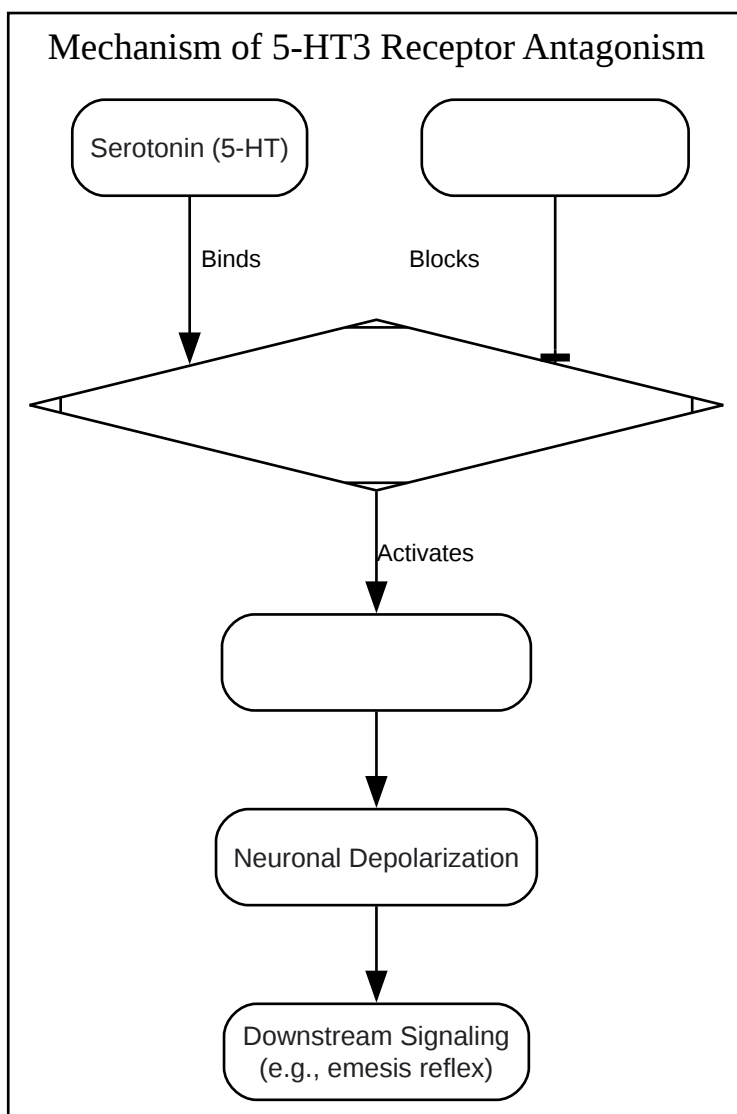 Mechanism of 5-HT3 Receptor Antagonism
Serotonin (5-HT)
Binds
Blocks
Activates
Neuronal Depolarization
Downstream Signaling
(e.g., emesis reflex)